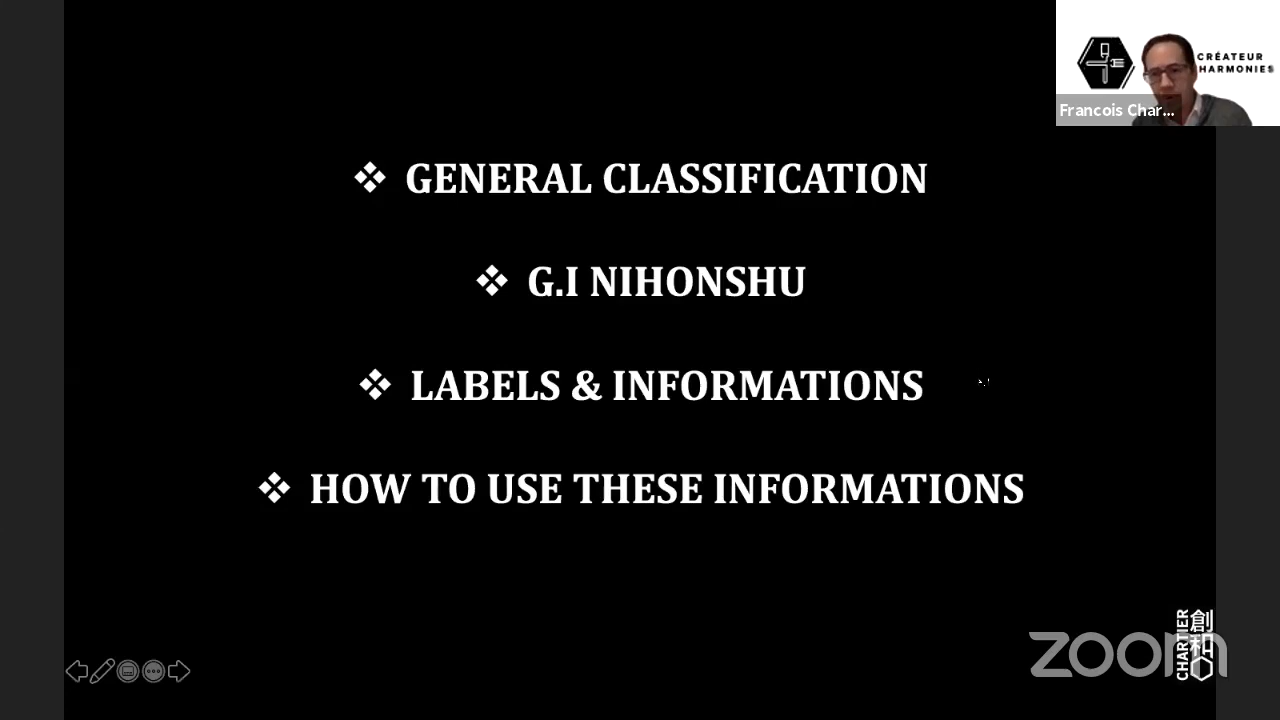 CRÉATEUR
HARMONIES
Francois Char...
❖ GENERAL CLASSIFICATION
❖ G.I NIHONSHU
❖ LABELS & INFORMATIONS
❖ HOW TO USE THESE INFORMATIONS
CHARTIER
創和
zoom